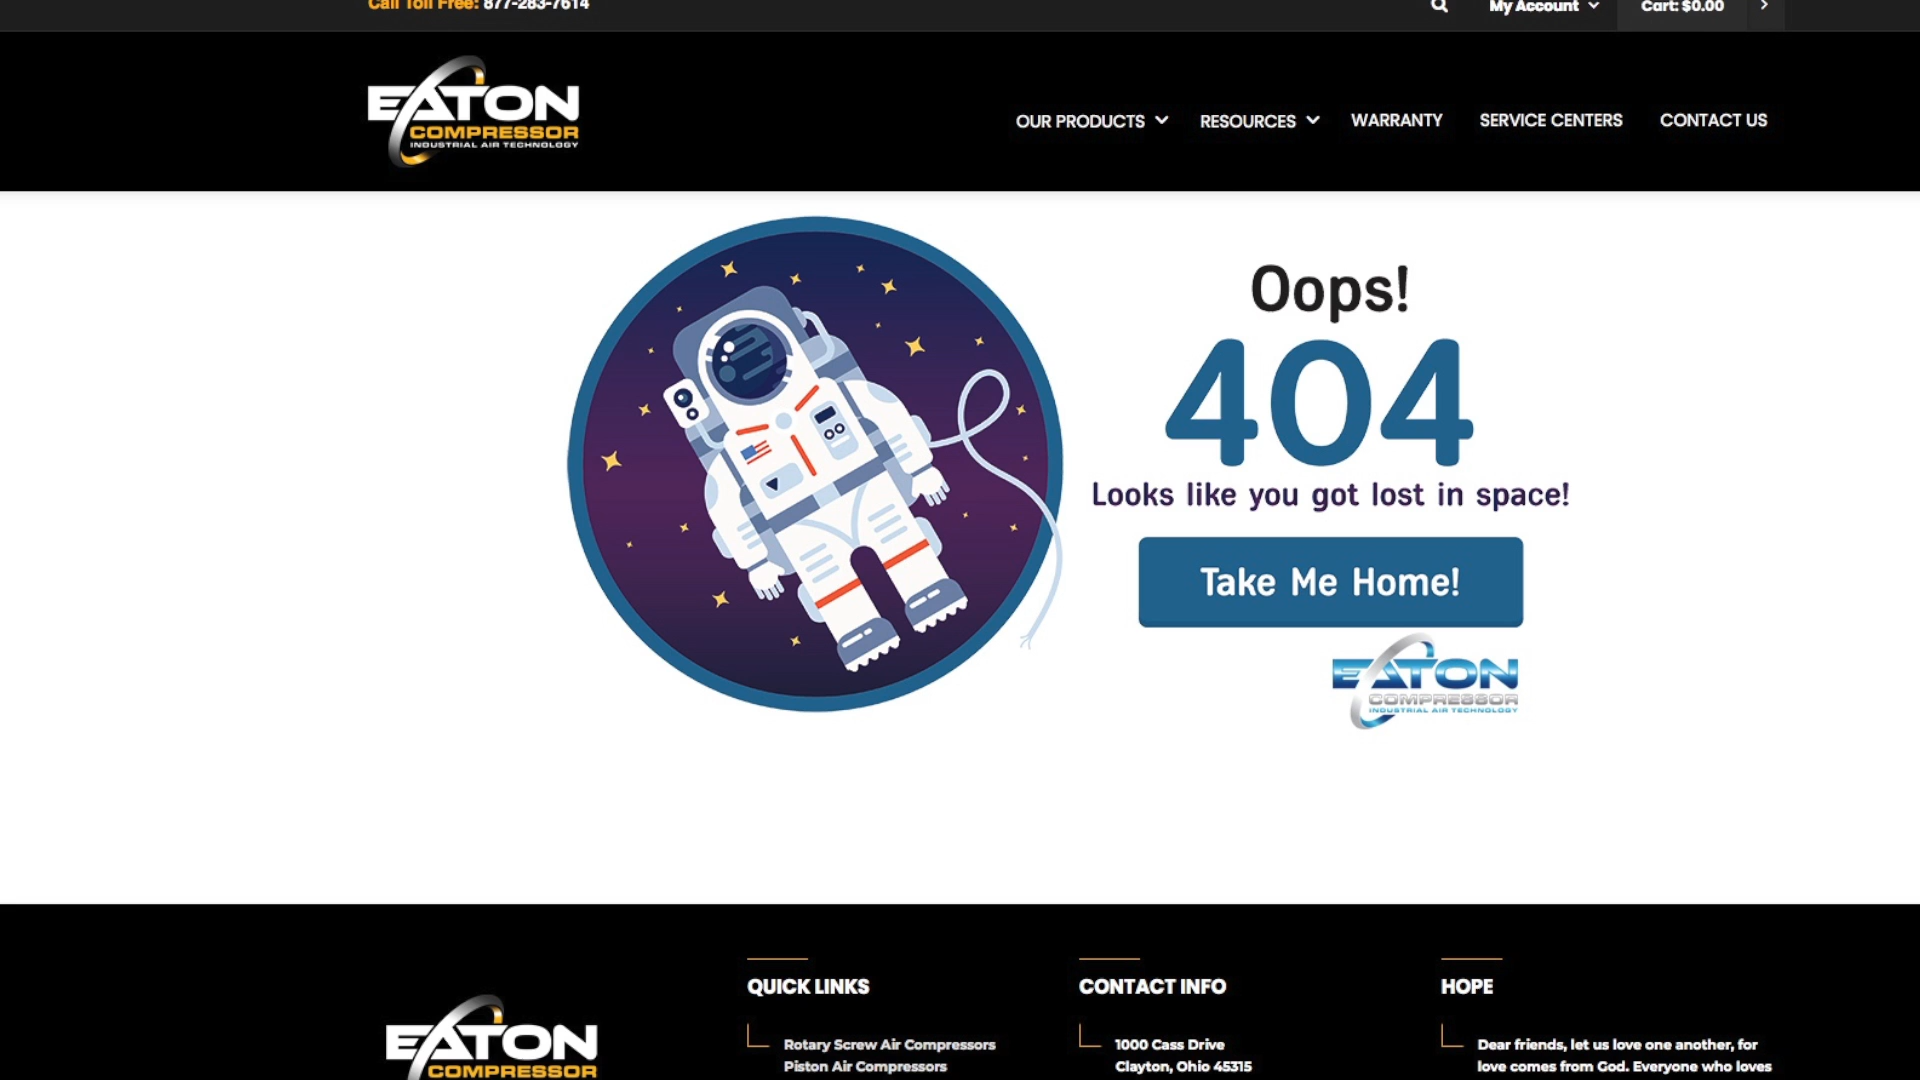 Call Toll Free: 877-283-7614
My Account
Cart: $0.00
EATON
COMPRESSOR
INDUSTRIAL AIR TECHNOLOGY
OUR PRODUCTS
RESOURCES
WARRANTY
SERVICE CENTERS
CONTACT US
Oops!
404
Looks like you got lost in space!
Take Me Home!
EATON
COMPRESSOR
INDUSTRIAL AIR TECHNOLOGY
EATON
COMPRESSOR
QUICK LINKS
Rotary Screw Air Compressors
Piston Air Compressors
CONTACT INFO
1000 Cass Drive
Clayton, Ohio 45315
HOPE
Dear friends, let us love one another, for
love comes from God. Everyone who loves